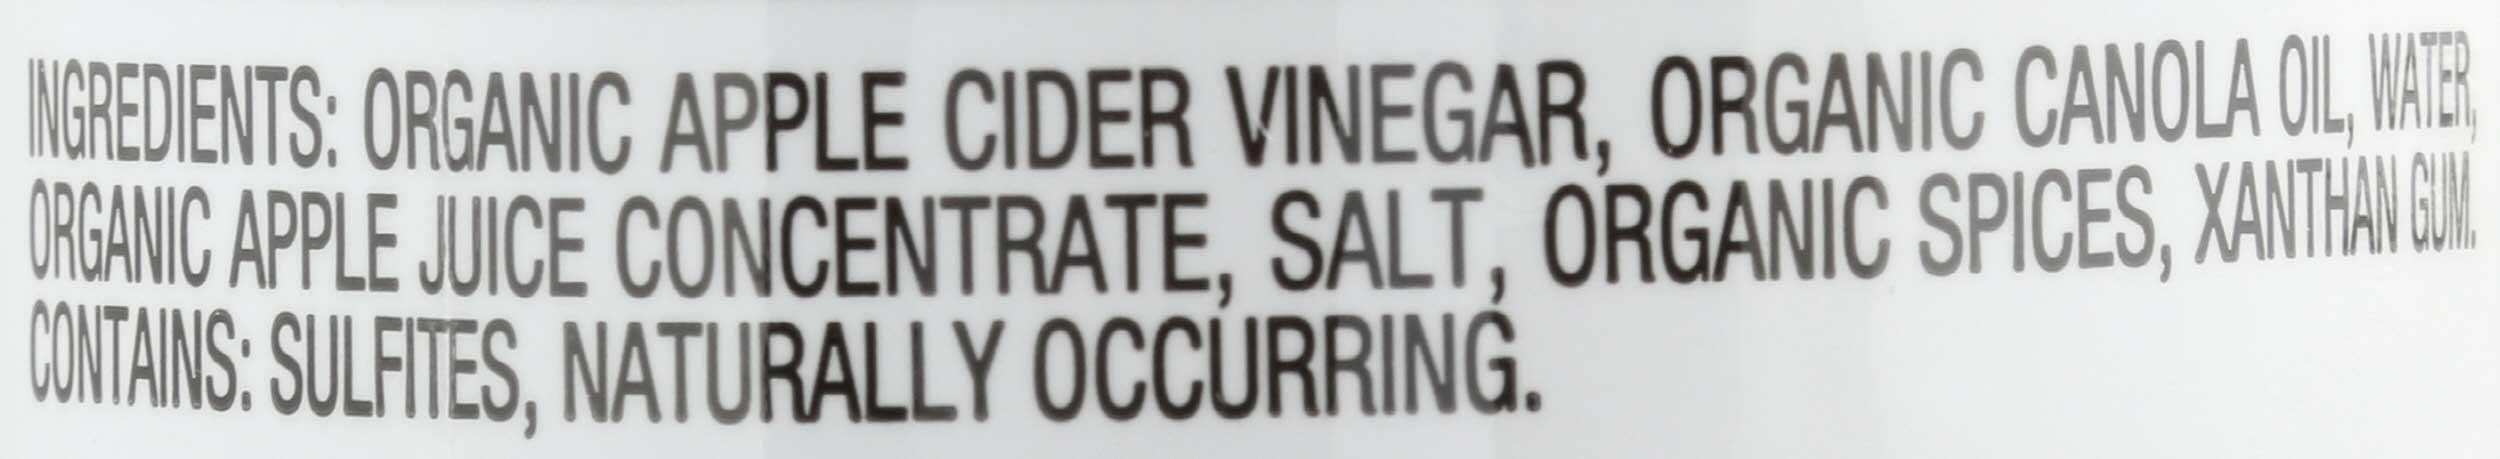 INGREDIENTS: ORGANIC APPLE CIDER VINEGAR, ORGANIC CANOLA OIL, WATER,
ORGANIC APPLE JUICE CONCENTRATE, SALT, ORGANIC SPICES, XANTHAN GUM.
CONTAINS: SULFITES, NATURALLY OCCURRING.